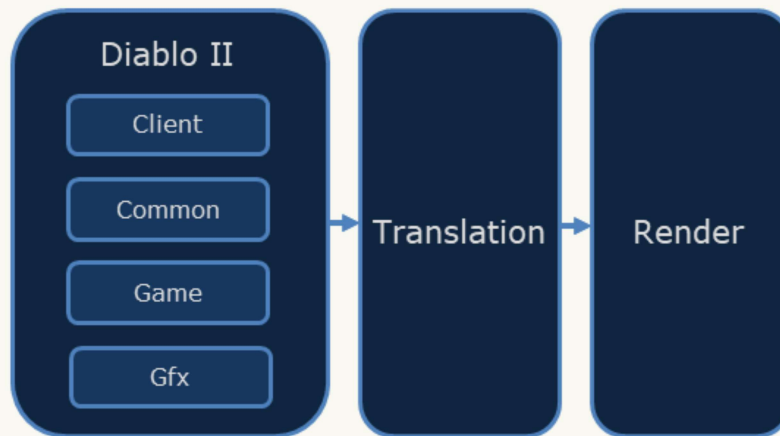 Diablo II
Client
Common
Game
Gfx
Translation
Render